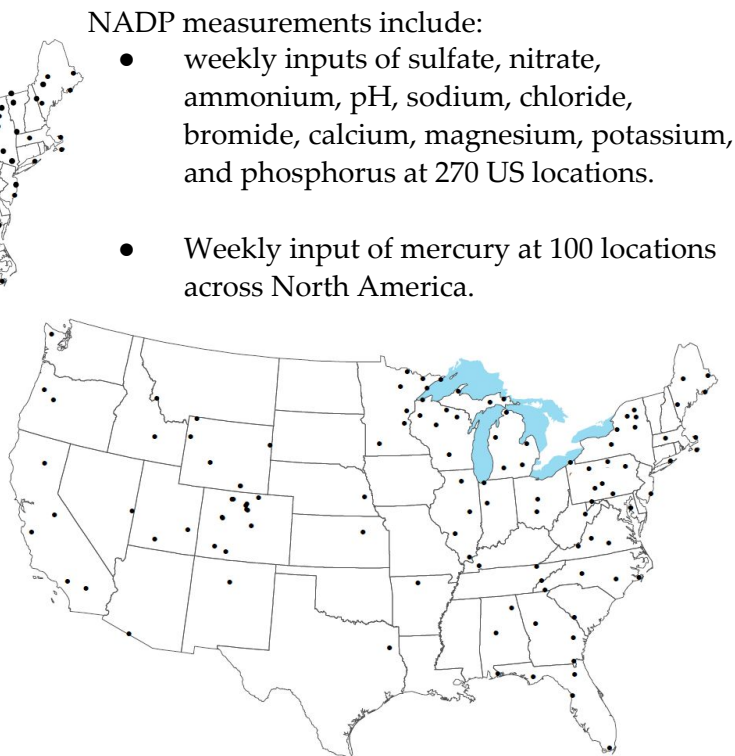 NADP measurements include:
● weekly inputs of sulfate, nitrate,
ammonium, pH, sodium, chloride,
bromide, calcium, magnesium, potassium,
and phosphorus at 270 US locations.
● Weekly input of mercury at 100 locations
across North America.